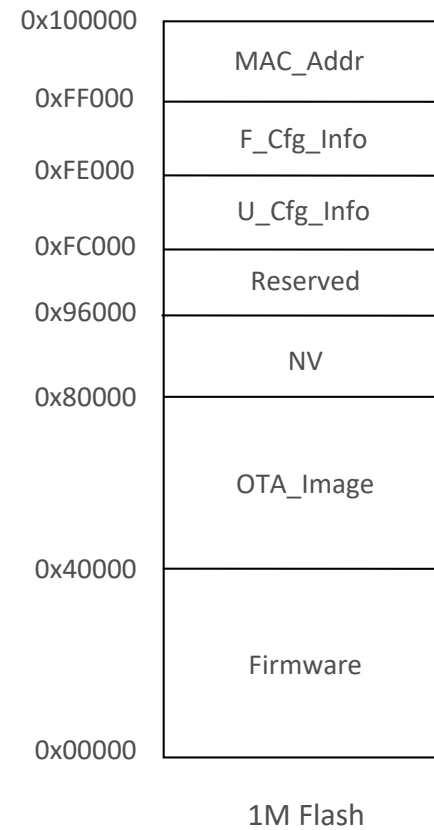 0x100000
MAC_Addr
0xFF000
F_Cfg_Info
0xFE000
U_Cfg_Info
0xFC000
Reserved
0x96000
NV
0x80000
OTA_Image
0x40000
Firmware
0x00000
1M Flash